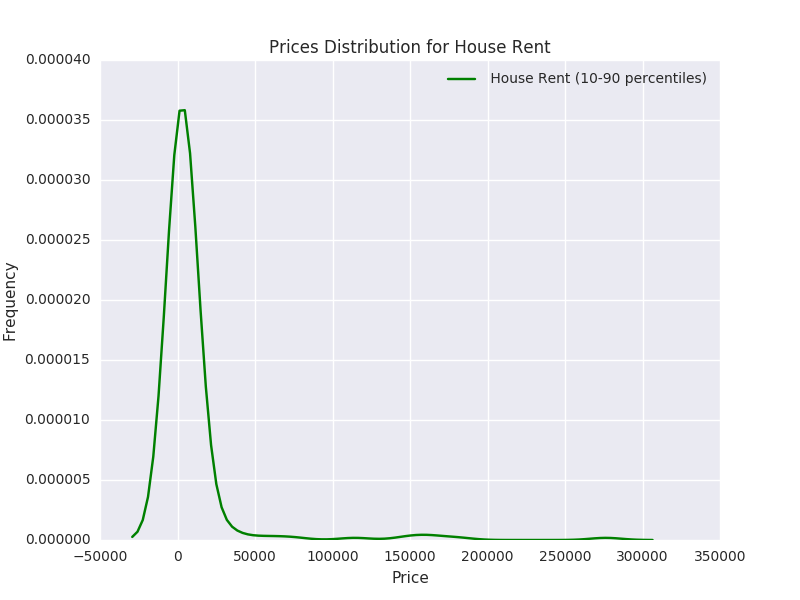 Prices Distribution for House Rent
House Rent (10-90 percentiles)
0.000040
0.000035
0.000030
0.000025
0.000020
0.000015
0.000010
0.000005
0.000000
Frequency
−50000 0 50000 100000 150000 200000 250000 300000 350000
Price